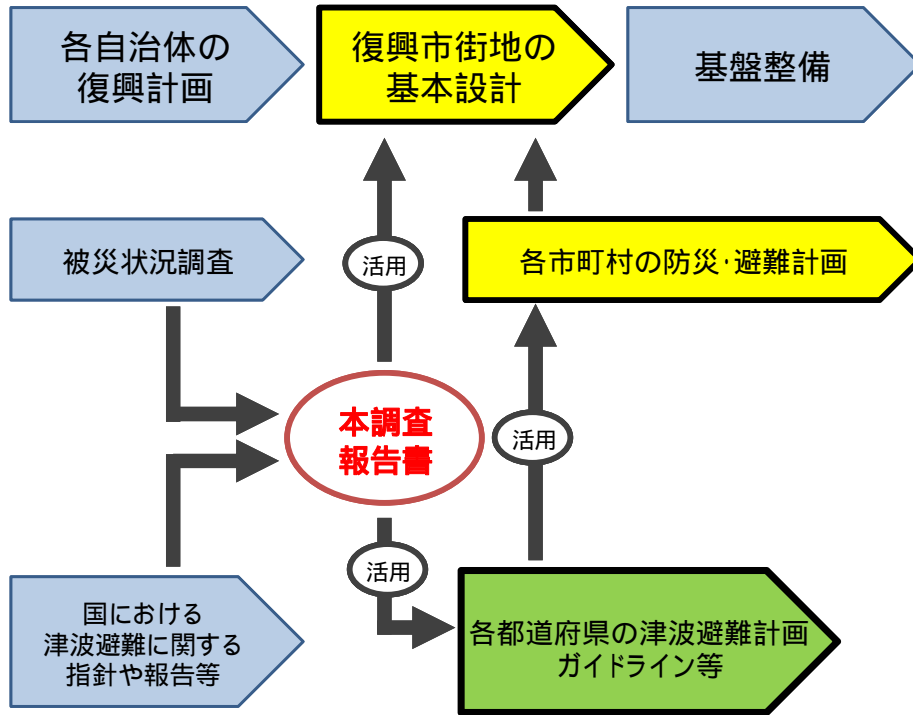 各自治体の
復興計画
復興市街地の
基本設計
基盤整備
被災状況調査
活用
各市町村の防災・避難計画
本調査
報告書
活用
活用
国における
津波避難に関する
指針や報告等
各都道府県の津波避難計画
ガイドライン等